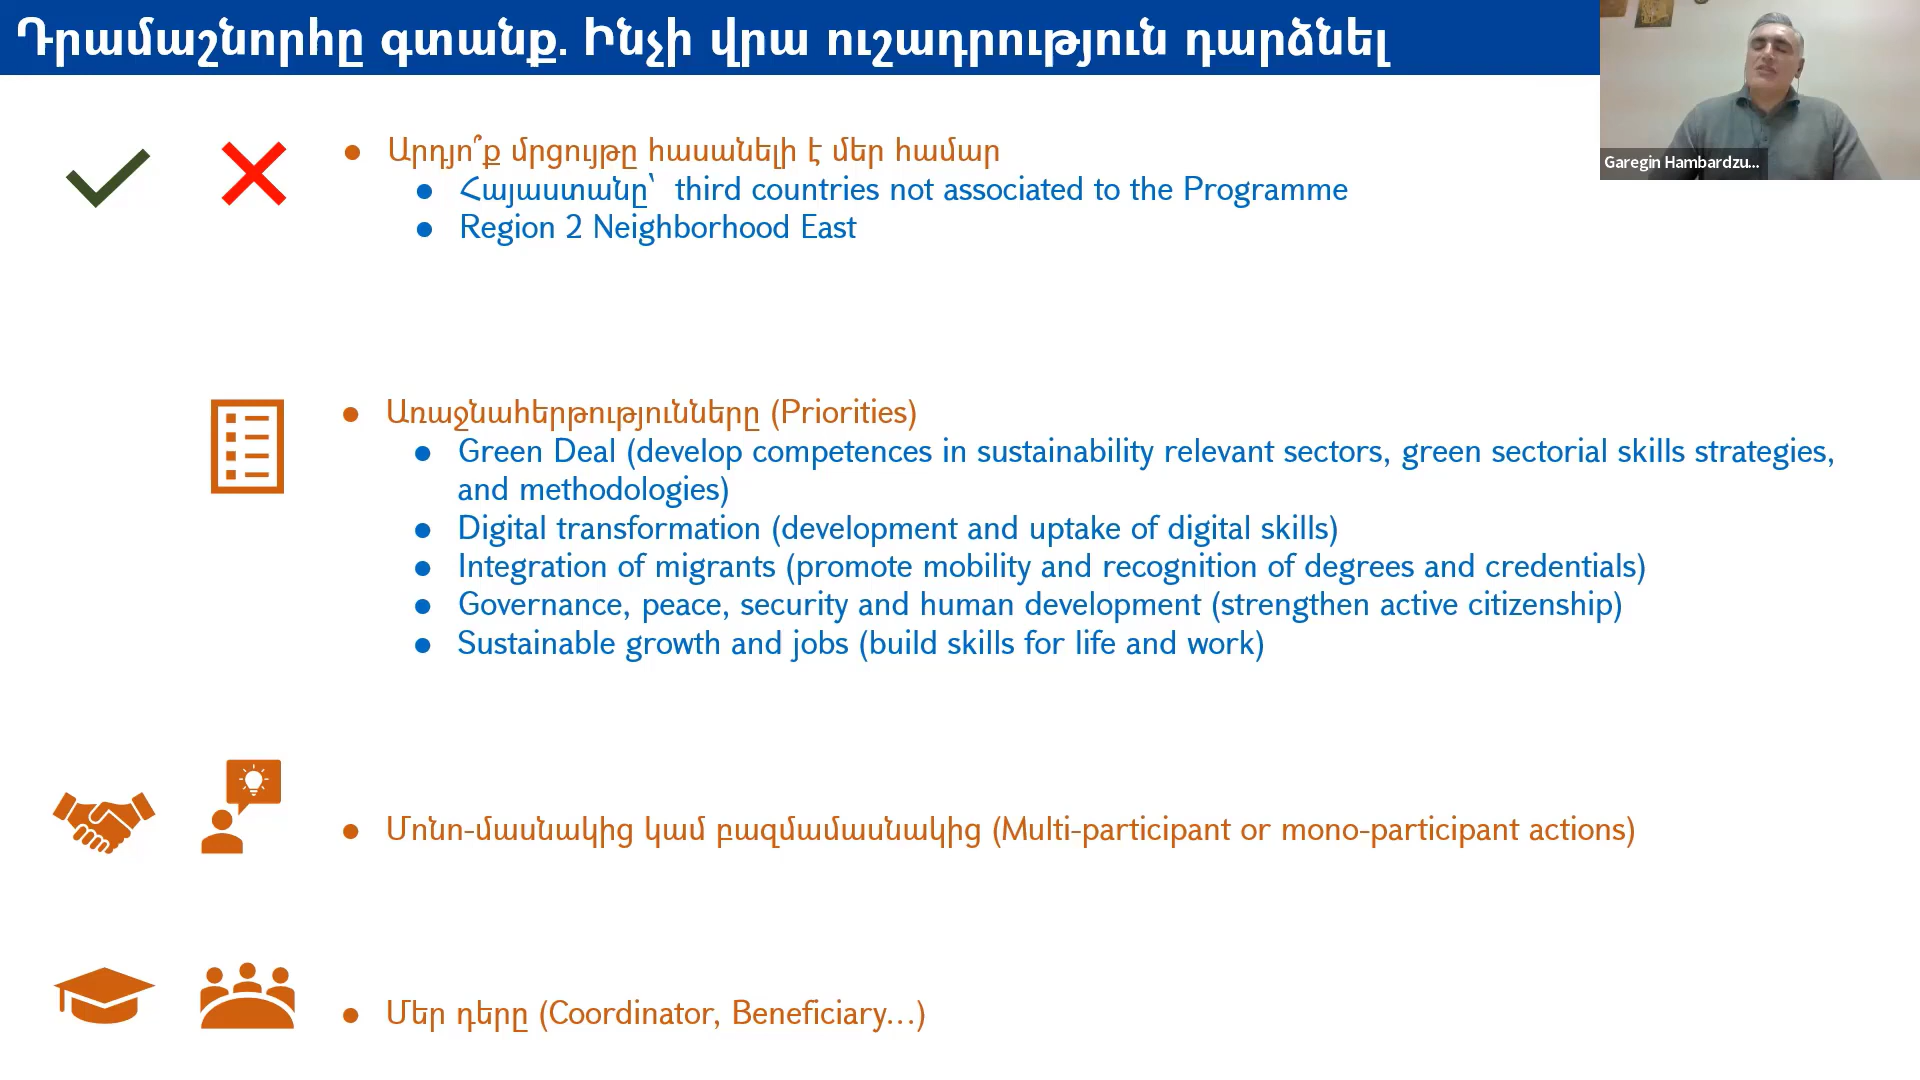 Դրամաշնորհը գտանք. Ինչի վրա ուշադրություն դարձնել
Garegin Hambardzu...
● Արդյո՞ք մրցույթը հասանելի է մեր համար
● Հայաստանը՝ third countries not associated to the Programme
● Region 2 Neighborhood East
● Առաջնահերթությունները (Priorities)
● Green Deal (develop competences in sustainability relevant sectors, green sectorial skills strategies,
and methodologies)
● Digital transformation (development and uptake of digital skills)
● Integration of migrants (promote mobility and recognition of degrees and credentials)
● Governance, peace, security and human development (strengthen active citizenship)
● Sustainable growth and jobs (build skills for life and work)
● Մոնո-մասնակից կամ բազմամասնակից (Multi-participant or mono-participant actions)
● Մեր դերը (Coordinator, Beneficiary...)